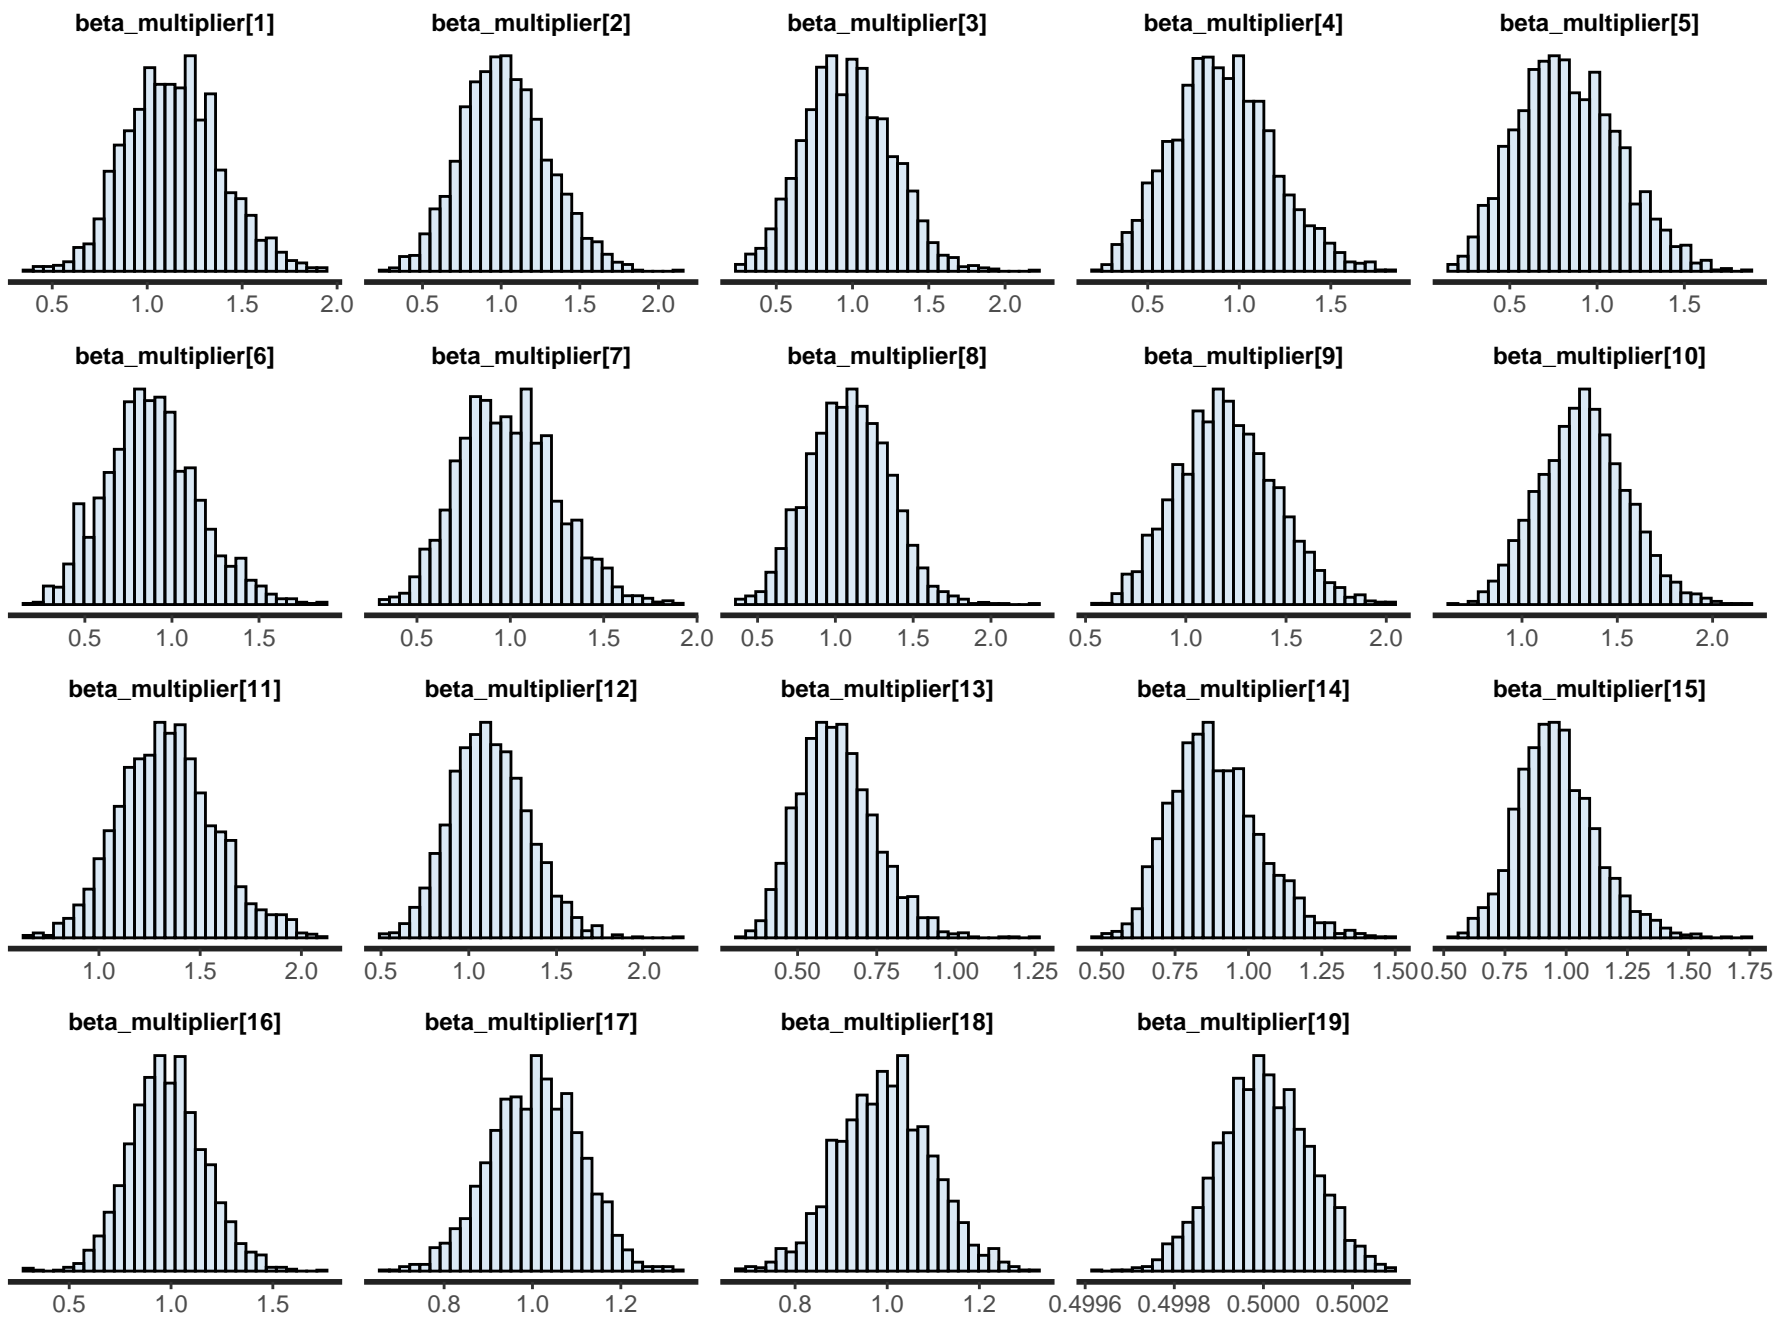 beta_multiplier[1] beta_multiplier[2] beta_multiplier[3] beta_multiplier[4] beta_multiplier[5]
0.5 1.0 1.5 2.0 0.5 1.0 1.5 2.0 0.5 1.0 1.5 2.0 0.5 1.0 1.5 0.5 1.0 1.5
beta_multiplier[6] beta_multiplier[7] beta_multiplier[8] beta_multiplier[9] beta_multiplier[10]
0.5 1.0 1.5 0.5 1.0 1.5 2.0 0.5 1.0 1.5 2.0 0.5 1.0 1.5 2.0 1.0 1.5 2.0
beta_multiplier[11] beta_multiplier[12] beta_multiplier[13] beta_multiplier[14] beta_multiplier[15]
1.0 1.5 2.0 0.5 1.0 1.5 2.0 0.50 0.75 1.00 1.25 0.50 0.75 1.00 1.25 1.50 0.50 0.75 1.00 1.25 1.50 1.75
beta_multiplier[16] beta_multiplier[17] beta_multiplier[18] beta_multiplier[19]
0.5 1.0 1.5 0.8 1.0 1.2 0.8 1.0 1.2 0.4996 0.4998 0.5000 0.5002